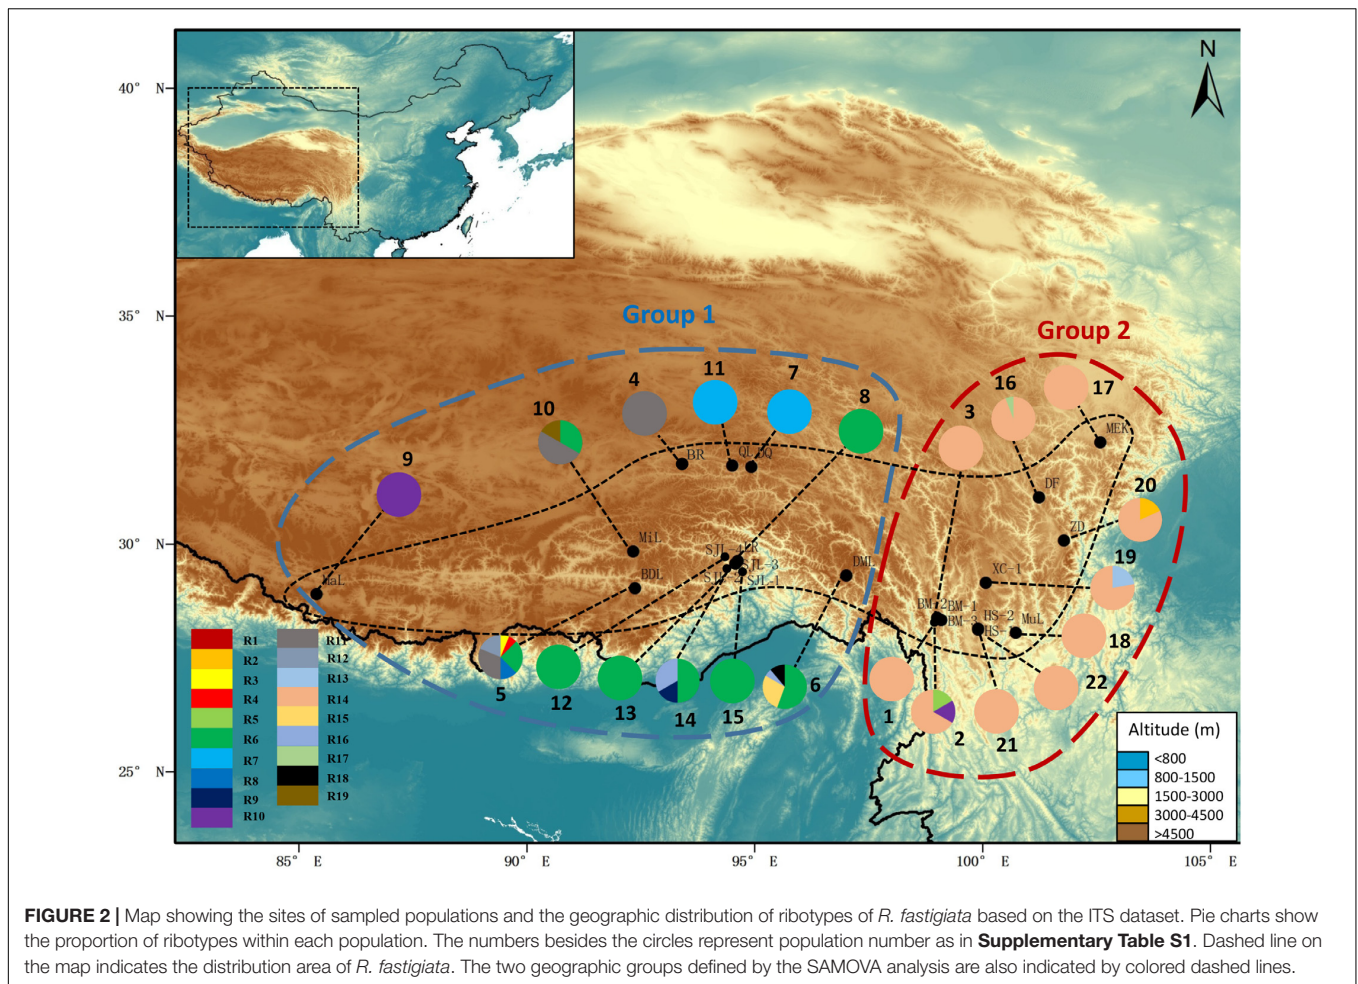 N
40° N
35° N
30° N
25° N
85° E
90° E
95° E
100° E
105° E
Group 1
Group 2
4
11
7
8
10
9
3
16
17
20
19
18
22
21
2
1
5
12
13
14
15
6
BR
QL
DQ
MiL
BDL
MaL
SJL-4
LR
SJL-3
SJL-1
DML
MEK
DF
ZD
XC-1
BM-2
BM-1
BM-3
HS-2
HS-
MuL
R1
R2
R3
R4
R5
R6
R7
R8
R9
R10
R11
R12
R13
R14
R15
R16
R17
R18
R19
Altitude (m)
<800
800-1500
1500-3000
3000-4500
>4500
FIGURE 2 | Map showing the sites of sampled populations and the geographic distribution of ribotypes of R. fastigiata based on the ITS dataset. Pie charts show
the proportion of ribotypes within each population. The numbers besides the circles represent population number as in Supplementary Table S1. Dashed line on
the map indicates the distribution area of R. fastigiata. The two geographic groups defined by the SAMOVA analysis are also indicated by colored dashed lines.